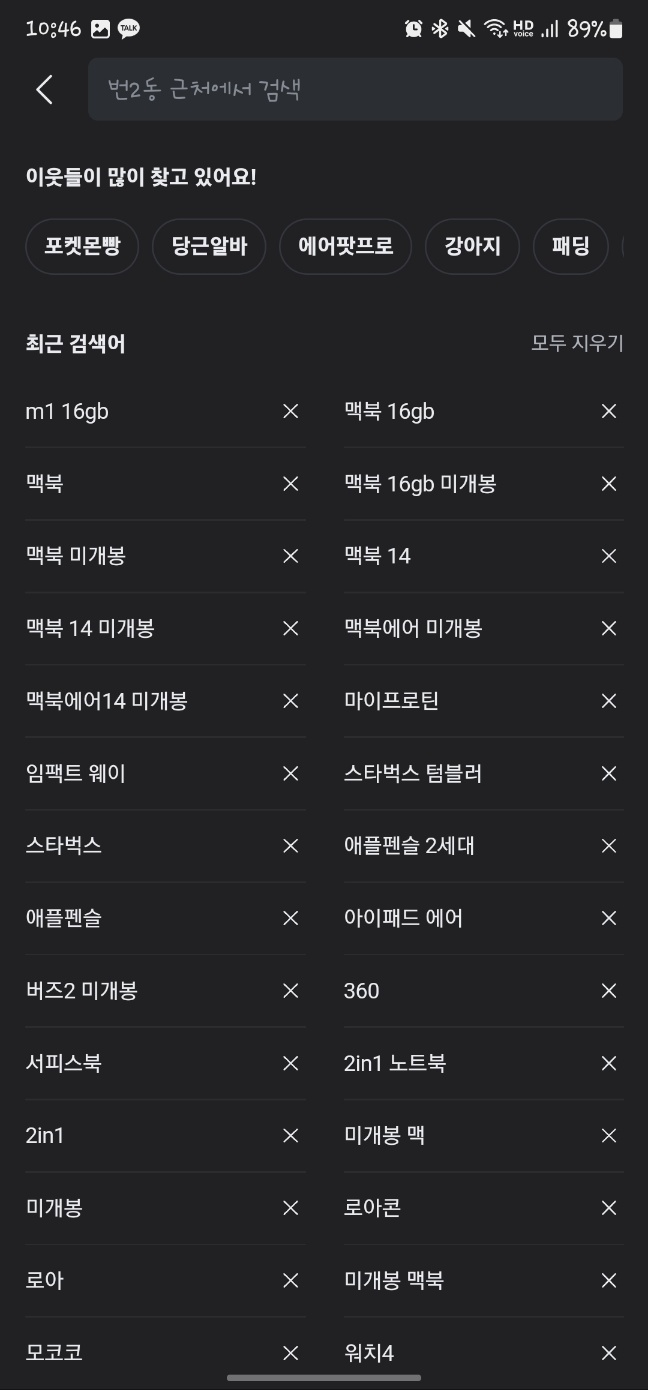 10:46 TALK HD voice 89%
번2동 근처에서 검색
이웃들이 많이 찾고 있어요!
포켓몬빵 당근알바 에어팟프로 강아지 패딩
최근 검색어 모두 지우기
m1 16gb 맥북 16gb
맥북 맥북 16gb 미개봉
맥북 미개봉 맥북 14
맥북 14 미개봉 맥북에어 미개봉
맥북에어14 미개봉 마이프로틴
임팩트 웨이 스타벅스 텀블러
스타벅스 애플펜슬 2세대
애플펜슬 아이패드 에어
버즈2 미개봉 360
서피스북 2in1 노트북
2in1 미개봉 맥
미개봉 로아콘
로아 미개봉 맥북
모코코 워치4